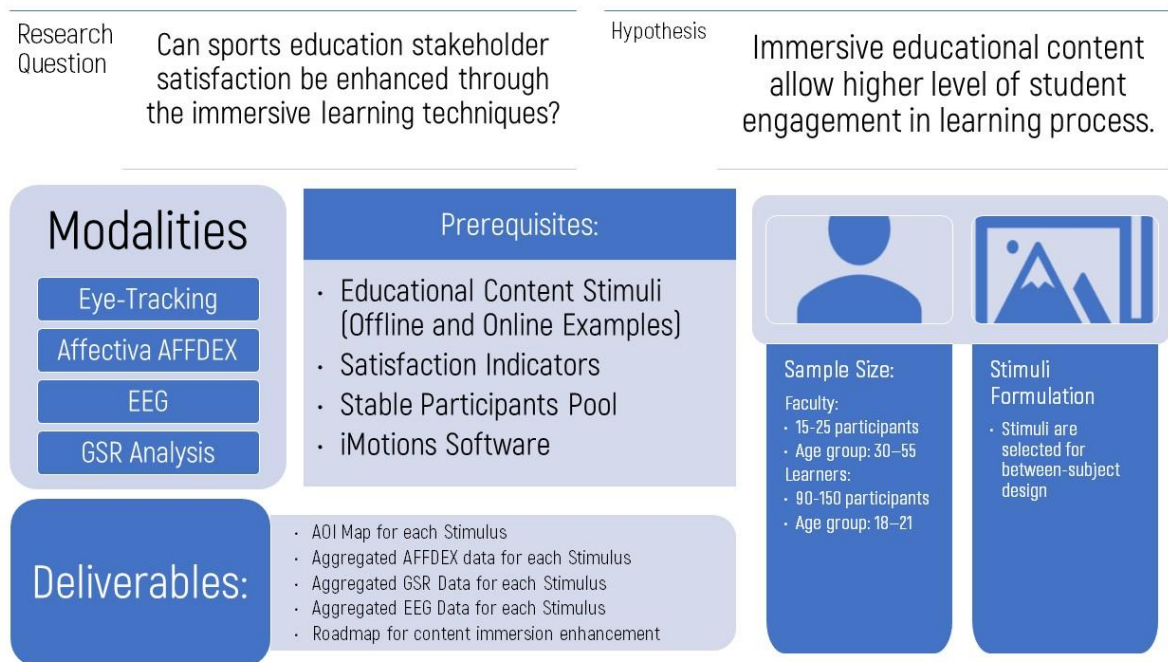 Research
Question
Can sports education stakeholder
satisfaction be enhanced through
the immersive learning techniques?
Hypothesis
Immersive educational content
allow higher level of student
engagement in learning process.
Modalities
Eye-Tracking
Affectiva AFFDEX
EEG
GSR Analysis
Prerequisites:
· Educational Content Stimuli
(Offline and Online Examples)
· Satisfaction Indicators
· Stable Participants Pool
· iMotions Software
Sample Size:
Faculty:
· 15-25 participants
· Age group: 30–55
Learners:
· 90-150 participants
· Age group: 18–21
Stimuli
Formulation
· Stimuli are
selected for
between-subject
design
Deliverables:
· AOI Map for each Stimulus
· Aggregated AFFDEX data for each Stimulus
· Aggregated GSR Data for each Stimulus
· Aggregated EEG Data for each Stimulus
· Roadmap for content immersion enhancement